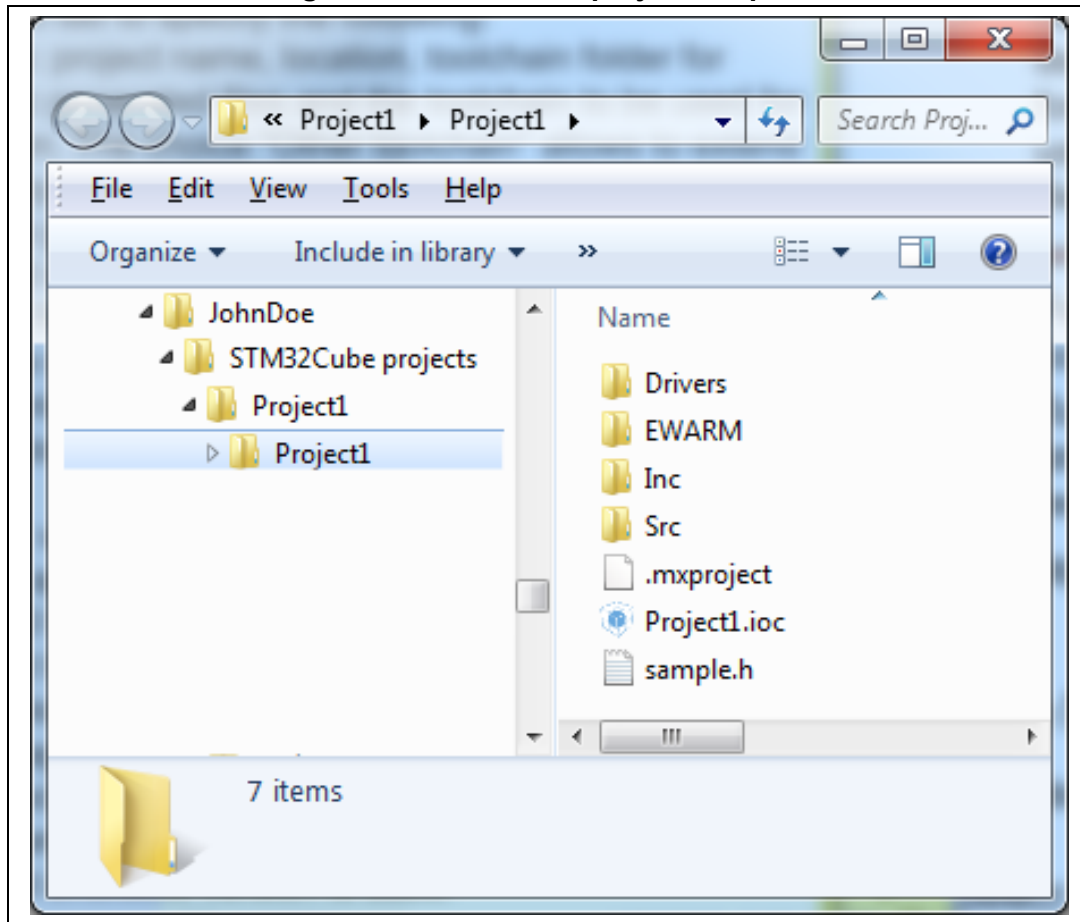 « Project1 ▸ Project1 ▸
Search Proj...
File Edit View Tools Help
Organize Include in library »
JohnDoe
STM32Cube projects
Project1
Project1
Name
Drivers
EWARM
Inc
Src
.mxproject
Project1.ioc
sample.h
7 items